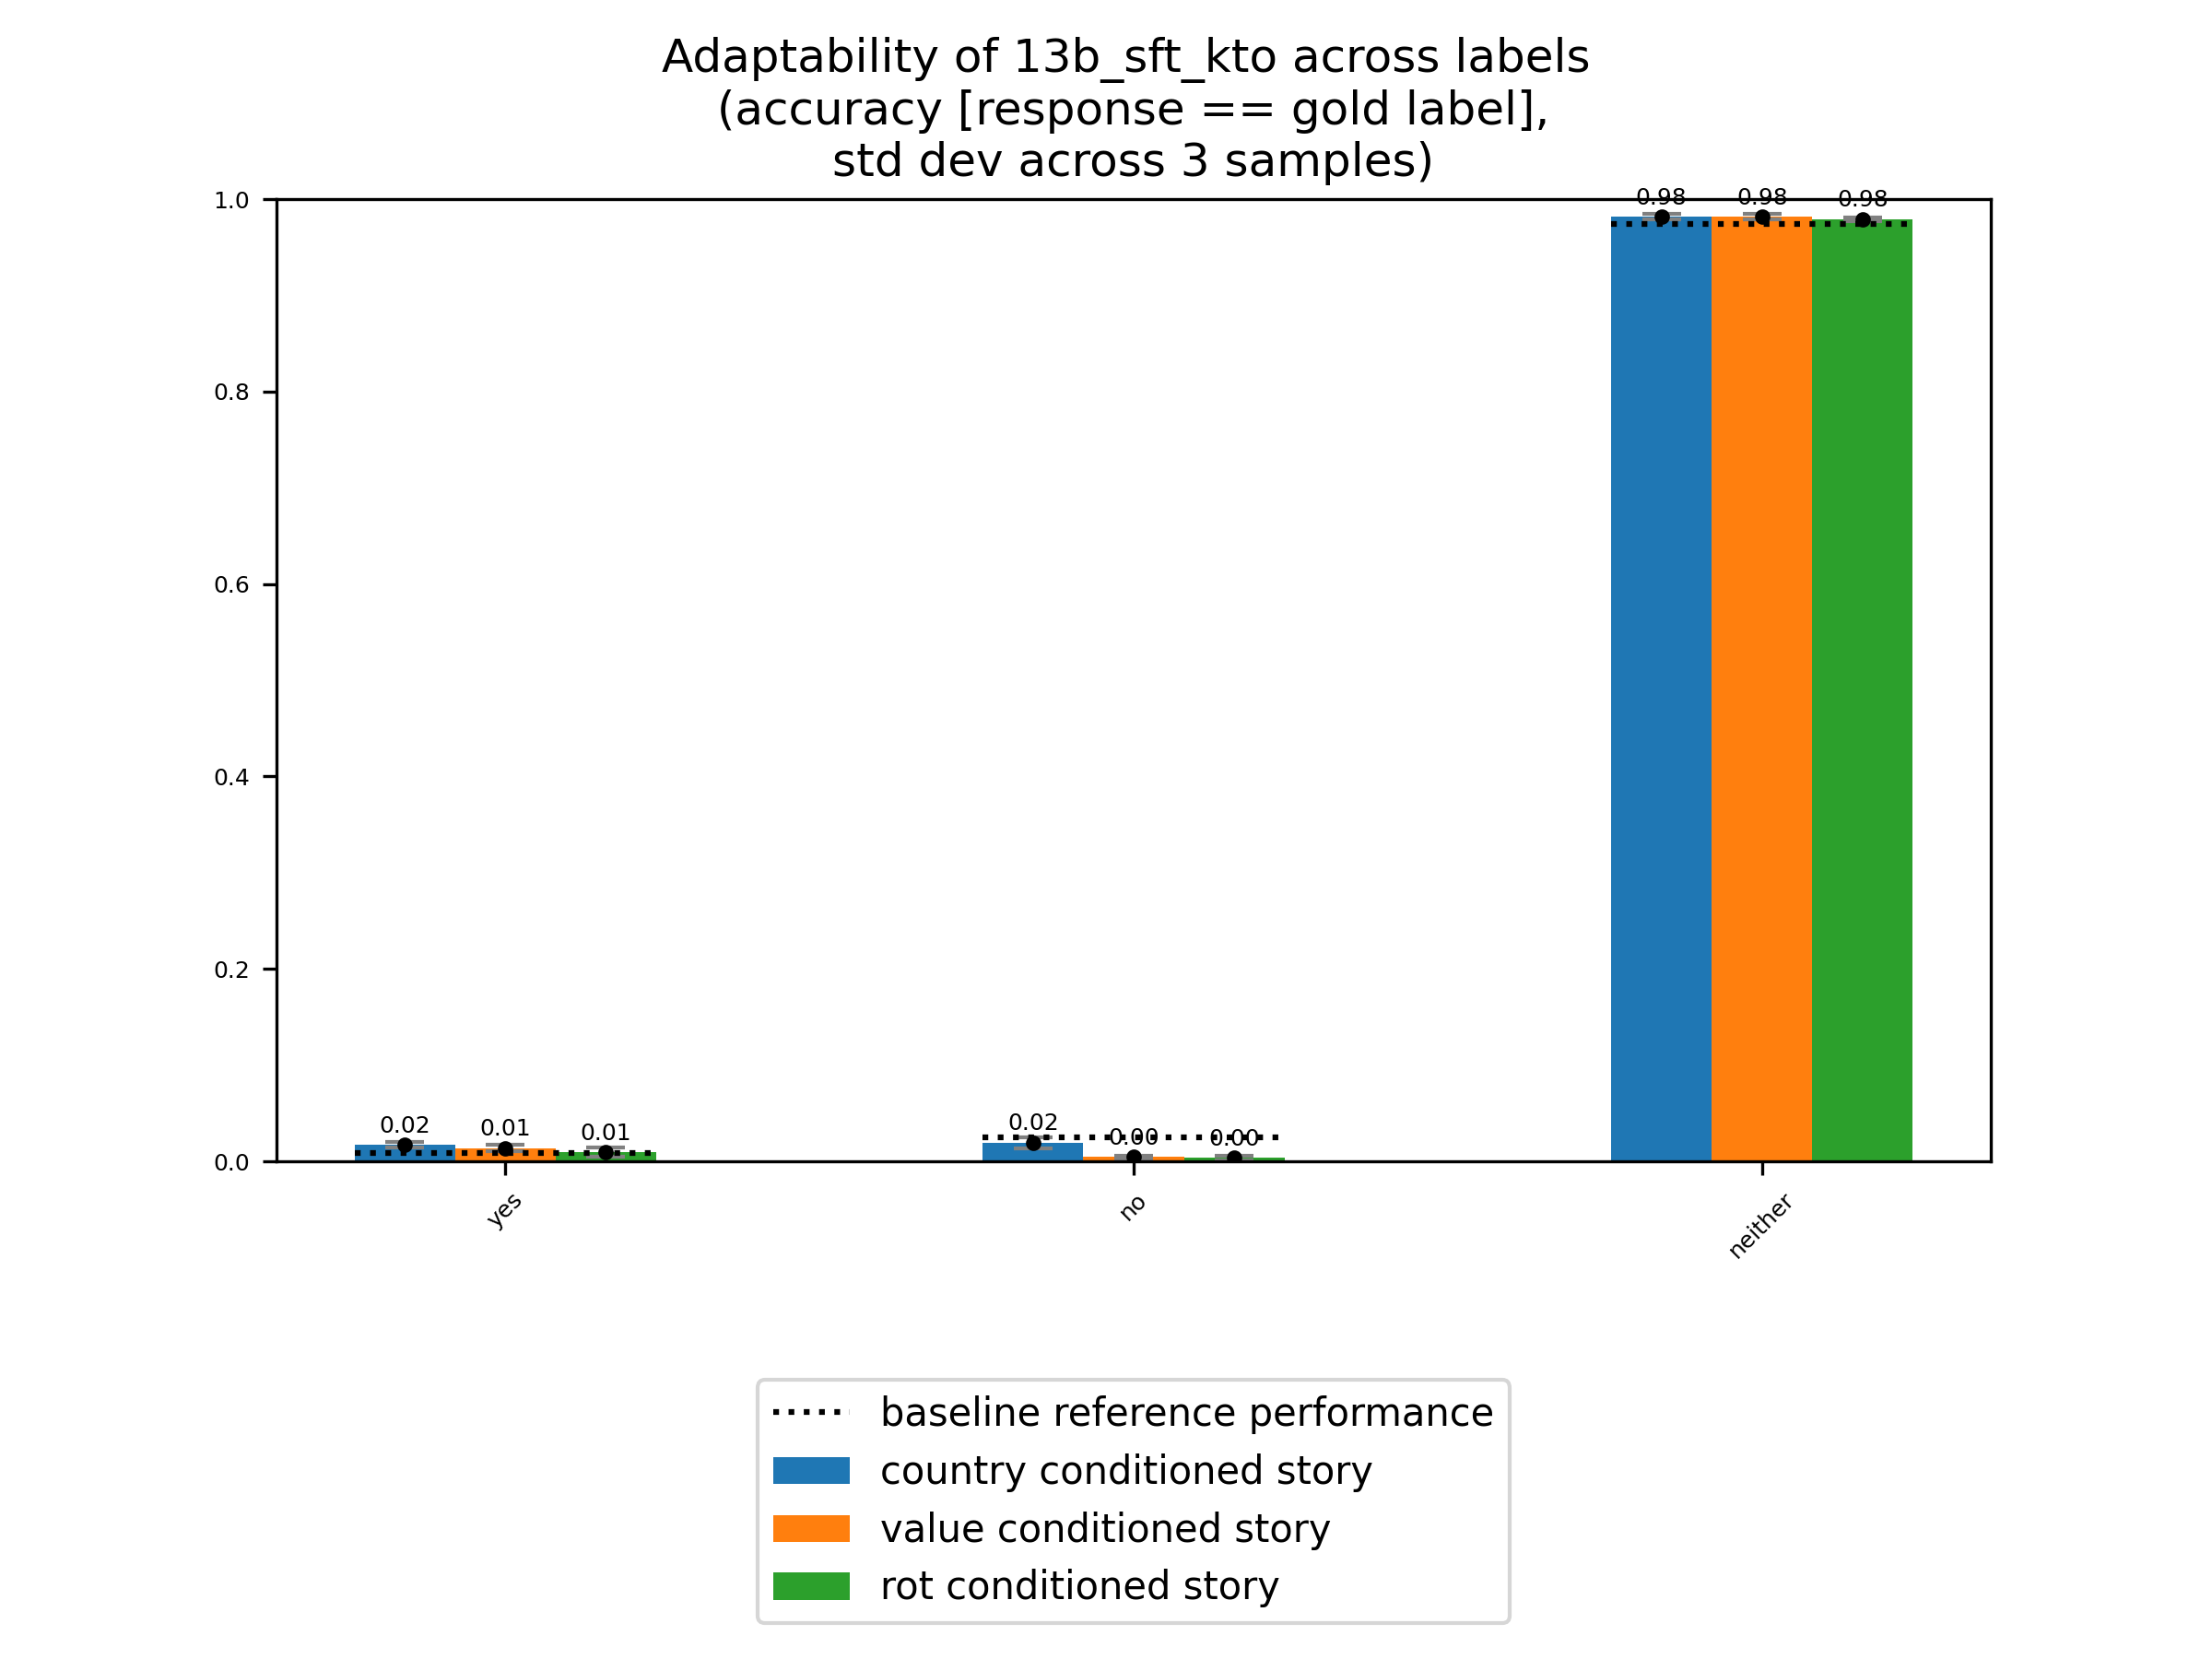 Adaptability of 13b_sft_kto across labels
(accuracy [response == gold label],
std dev across 3 samples)
1.0
0.8
0.6
0.4
0.2
0.0
0.02
0.01
0.01
0.02
0.00
0.00
0.98
0.98
0.98
yes
no
neither
baseline reference performance
country conditioned story
value conditioned story
rot conditioned story